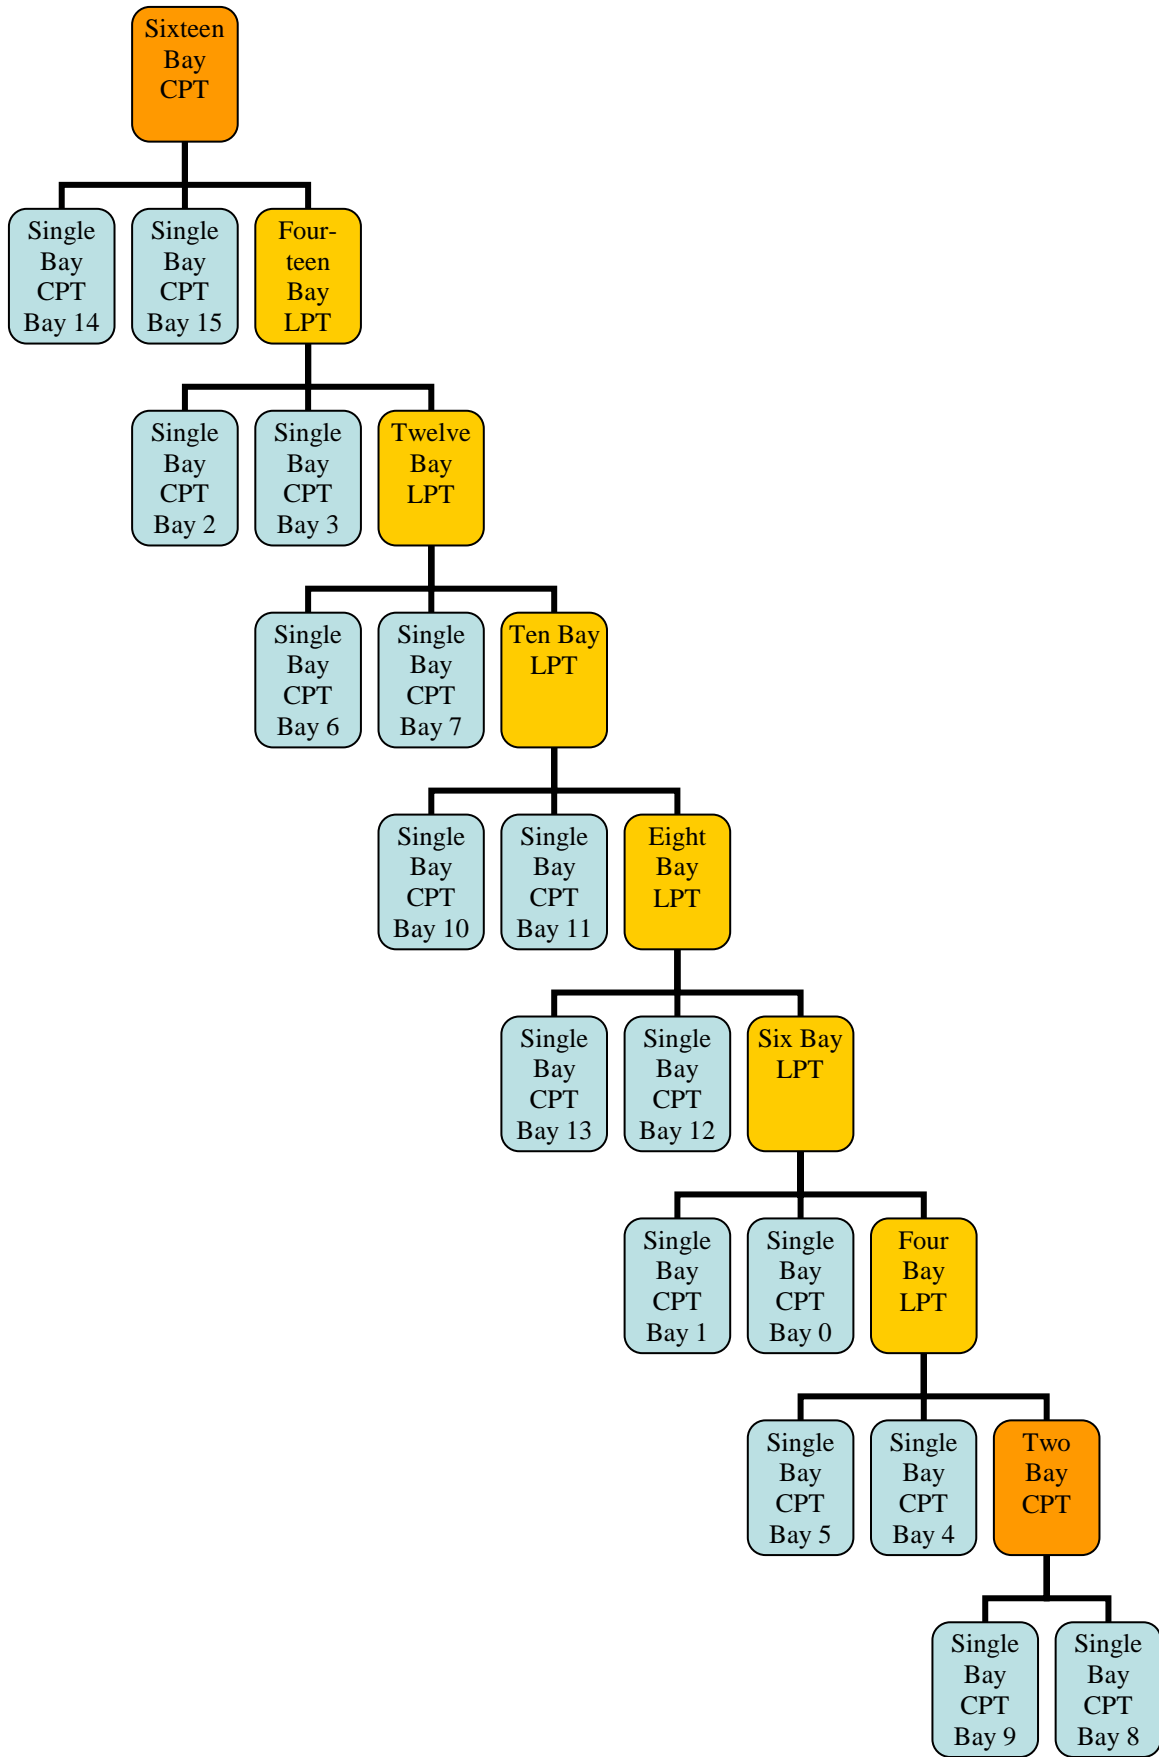 Sixteen
Bay
CPT
Single
Bay
CPT
Bay 14
Single
Bay
CPT
Bay 15
Four-
teen
Bay
LPT
Single
Bay
CPT
Bay 2
Single
Bay
CPT
Bay 3
Twelve
Bay
LPT
Single
Bay
CPT
Bay 6
Single
Bay
CPT
Bay 7
Ten Bay
LPT
Single
Bay
CPT
Bay 10
Single
Bay
CPT
Bay 11
Eight
Bay
LPT
Single
Bay
CPT
Bay 13
Single
Bay
CPT
Bay 12
Six Bay
LPT
Single
Bay
CPT
Bay 1
Single
Bay
CPT
Bay 0
Four
Bay
LPT
Single
Bay
CPT
Bay 5
Single
Bay
CPT
Bay 4
Two
Bay
CPT
Single
Bay
CPT
Bay 9
Single
Bay
CPT
Bay 8